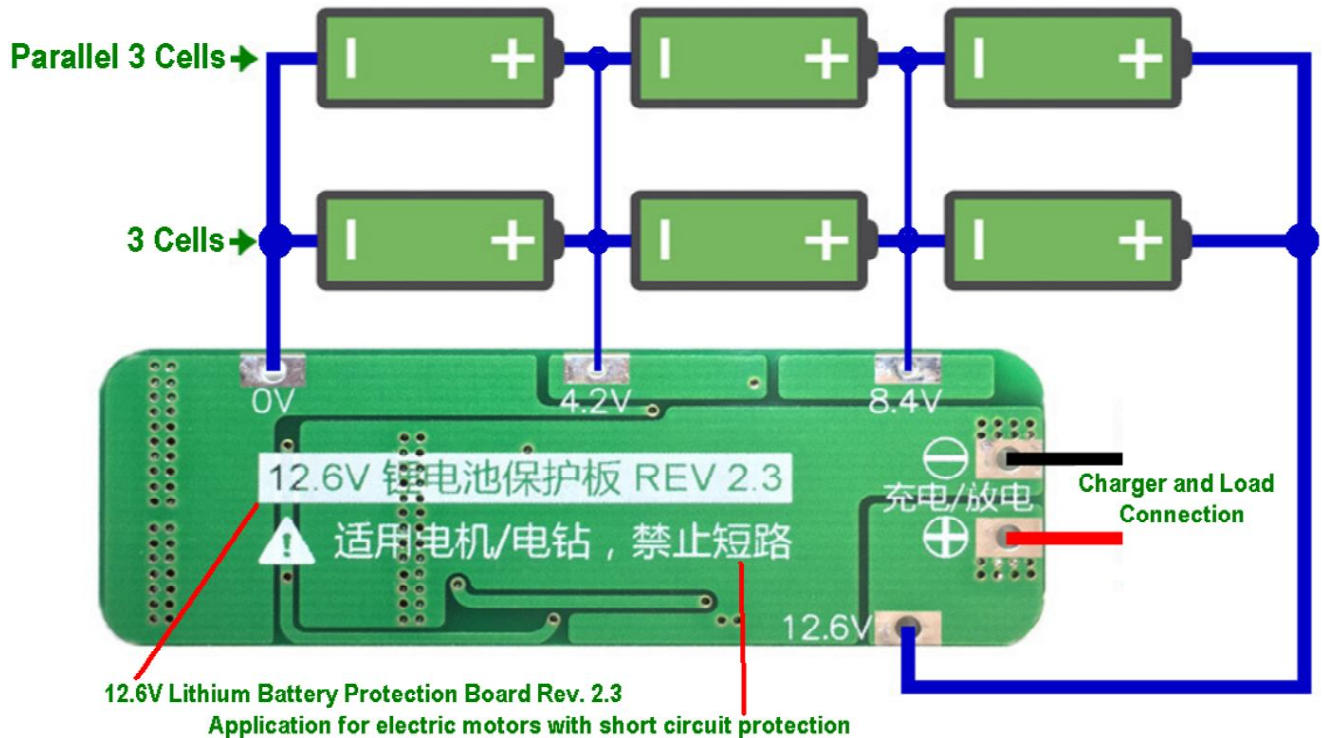 Parallel 3 Cells
3 Cells
0V
4.2V
8.4V
12.6V 锂电池保护板 REV 2.3
充电/放电
Charger and Load
Connection
适用电机/电钻，禁止短路
12.6V
12.6V Lithium Battery Protection Board Rev. 2.3
Application for electric motors with short circuit protection